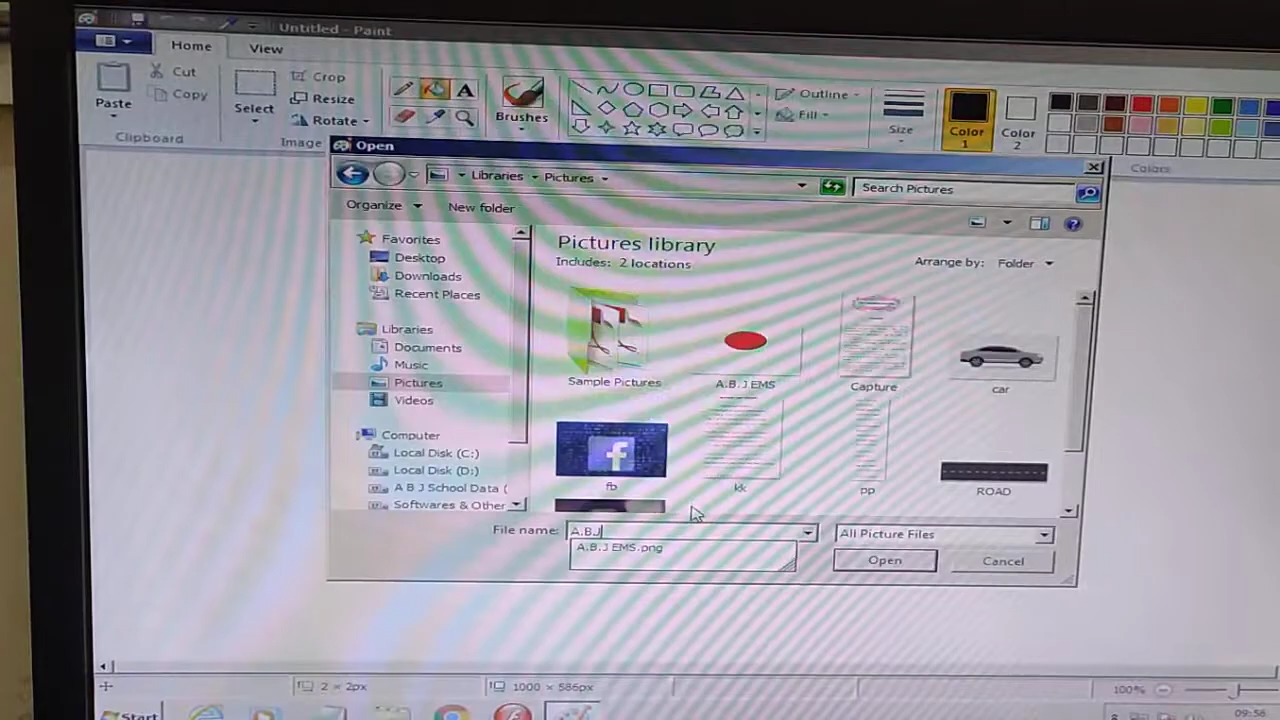 Untitled - Paint
Home View
Paste
Cut
Copy
Clipboard
Select
Crop
Resize
Rotate
Image
A
Brushes
Outline
Fill
Size
Color 1
Color 2
Colors
Open
Libraries Pictures
Search Pictures
Organize New folder
Favorites
Desktop
Downloads
Recent Places
Libraries
Documents
Music
Pictures
Videos
Computer
Local Disk (C:)
Local Disk (D:)
A B J School Data (
Softwares & Other
Pictures library
Includes: 2 locations
Arrange by: Folder
Sample Pictures
A.B.J EMS
Capture
car
fb
kk
pp
ROAD
File name: A.B.J
A.B.J EMS.png
All Picture Files
Open Cancel
2 × 2px
1000 × 586px
100%
Start
09:56